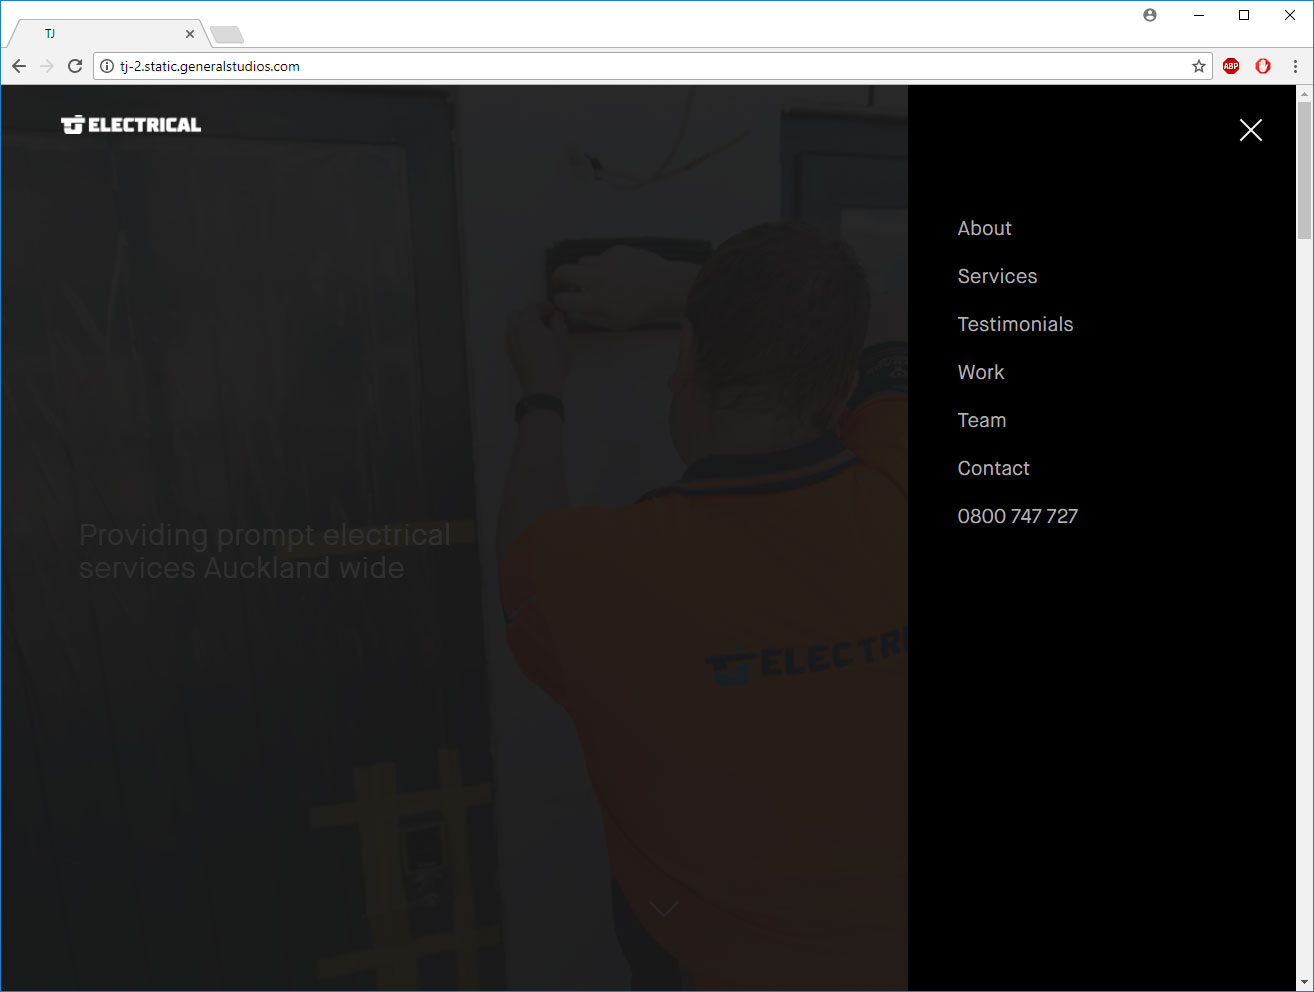 TJ
tj-2.static.generalstudios.com
ABP
TJ ELECTRICAL
About
Services
Testimonials
Work
Team
Contact
0800 747 727
Providing prompt electrical
services Auckland wide
TJ ELECTR